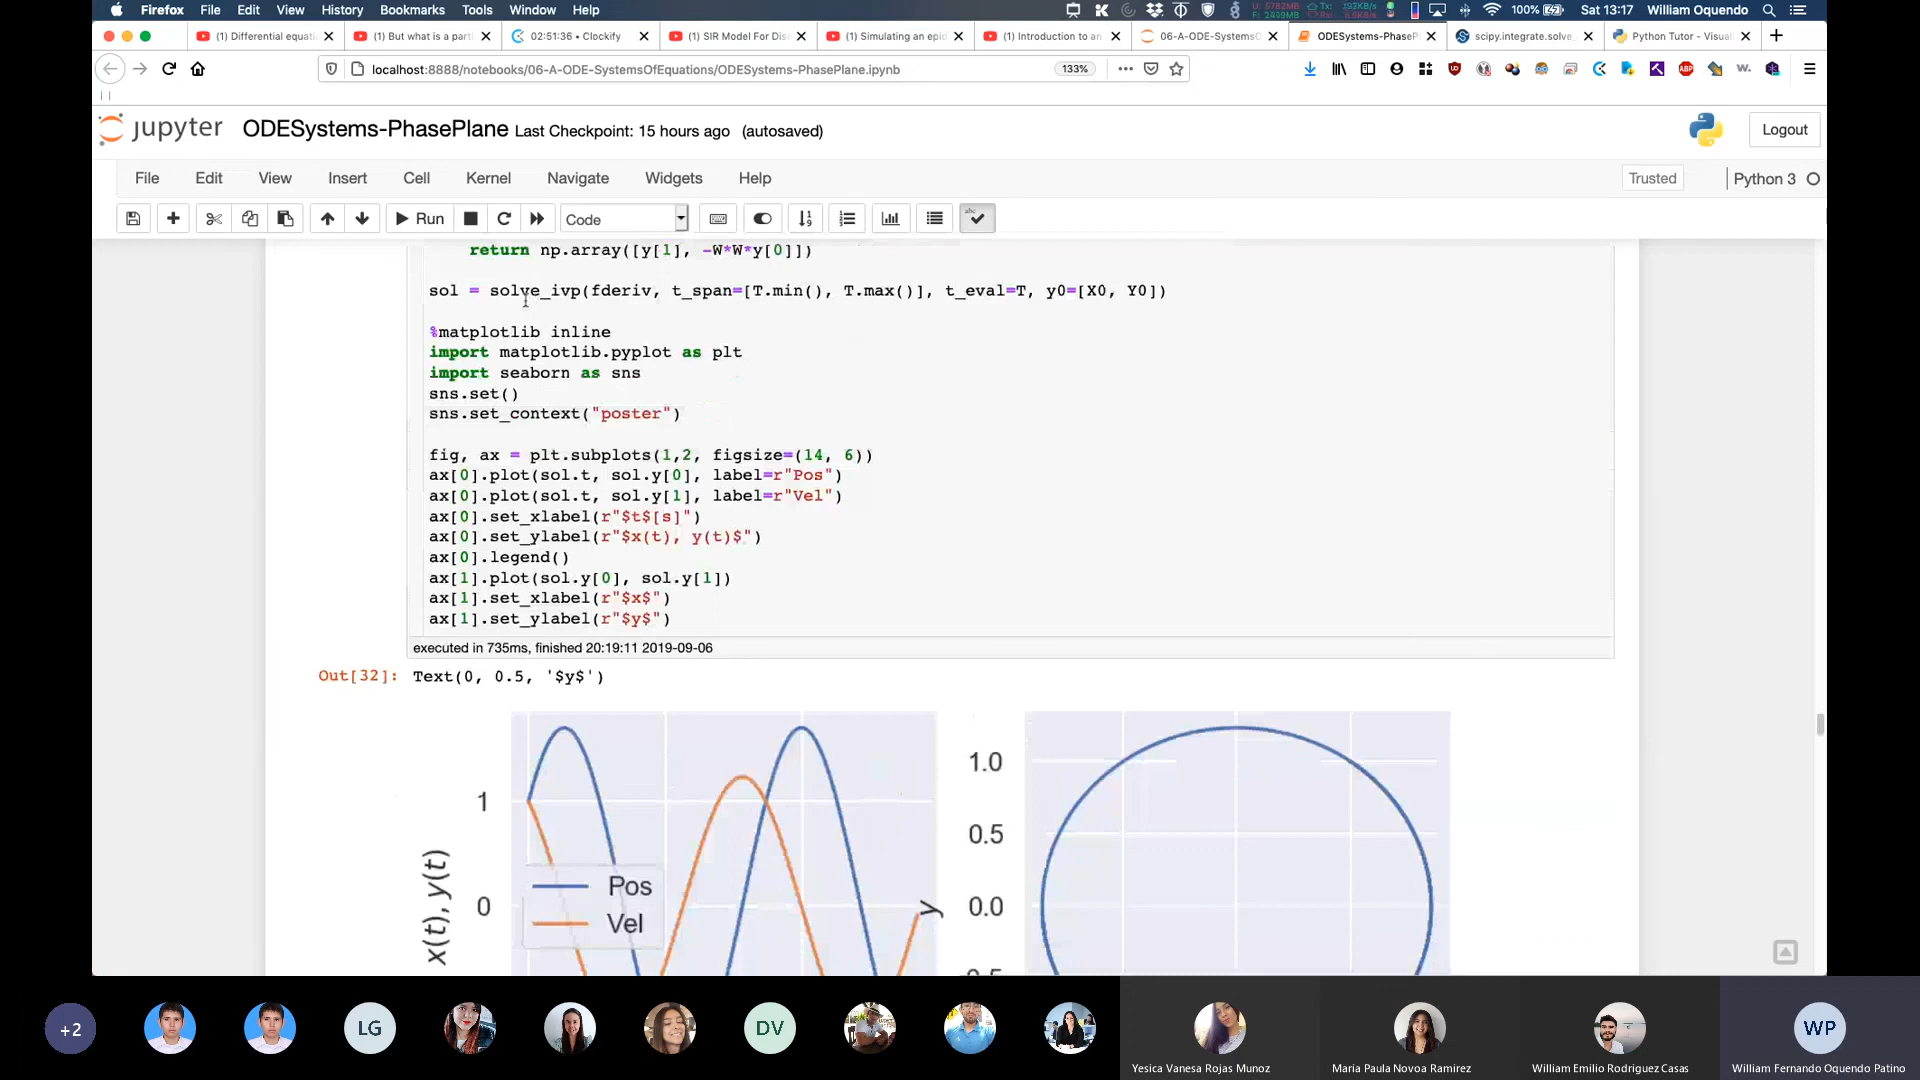 Firefox File Edit View History Bookmarks Tools Window Help
100% Sat 13:17 William Oquendo
(1) Differential equati (1) But what is a parti 02:51:36 • Clockify (1) SIR Model For Dis (1) Simulating an epid (1) Introduction to an 06-A-ODE-SystemsO ODESystems-PhaseP scipy.integrate.solve_ Python Tutor - Visuali
localhost:8888/notebooks/06-A-ODE-SystemsOfEquations/ODESystems-PhasePlane.ipynb 133%
jupyter ODESystems-PhasePlane Last Checkpoint: 15 hours ago (autosaved) Logout
File Edit View Insert Cell Kernel Navigate Widgets Help Trusted Python 3
Run Code
return np.array([y[1], -W*W*y[0]])
sol = solve_ivp(fderiv, t_span=[T.min(), T.max()], t_eval=T, y0=[X0, Y0])
%matplotlib inline
import matplotlib.pyplot as plt
import seaborn as sns
sns.set()
sns.set_context("poster")
fig, ax = plt.subplots(1,2, figsize=(14, 6))
ax[0].plot(sol.t, sol.y[0], label=r"Pos")
ax[0].plot(sol.t, sol.y[1], label=r"Vel")
ax[0].set_xlabel(r"$t$[s]")
ax[0].set_ylabel(r"$x(t), y(t)$")
ax[0].legend()
ax[1].plot(sol.y[0], sol.y[1])
ax[1].set_xlabel(r"$x$")
ax[1].set_ylabel(r"$y$")
executed in 735ms, finished 20:19:11 2019-09-06
Out[32]: Text(0, 0.5, '$y$')
1
0
x(t), y(t)
Pos
Vel
1.0
0.5
0.0
y
+2 LG DV WP
Yesica Vanesa Rojas Munoz Maria Paula Novoa Ramirez William Emilio Rodriguez Casas William Fernando Oquendo Patino